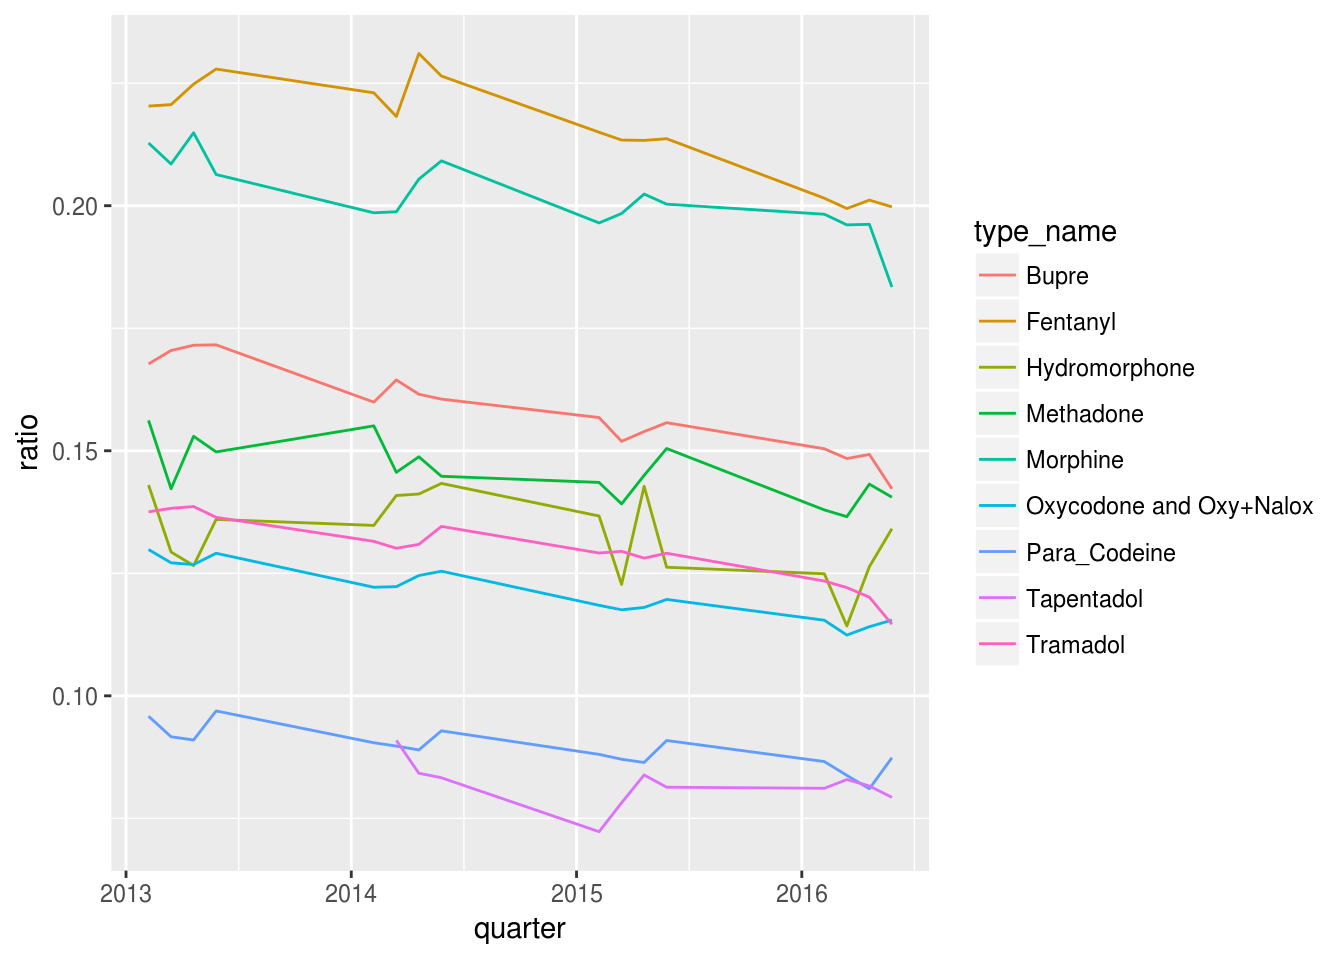 0.20
0.15
0.10
ratio
2013
2014
2015
2016
quarter
type_name
Bupre
Fentanyl
Hydromorphone
Methadone
Morphine
Oxycodone and Oxy+Nalox
Para_Codeine
Tapentadol
Tramadol